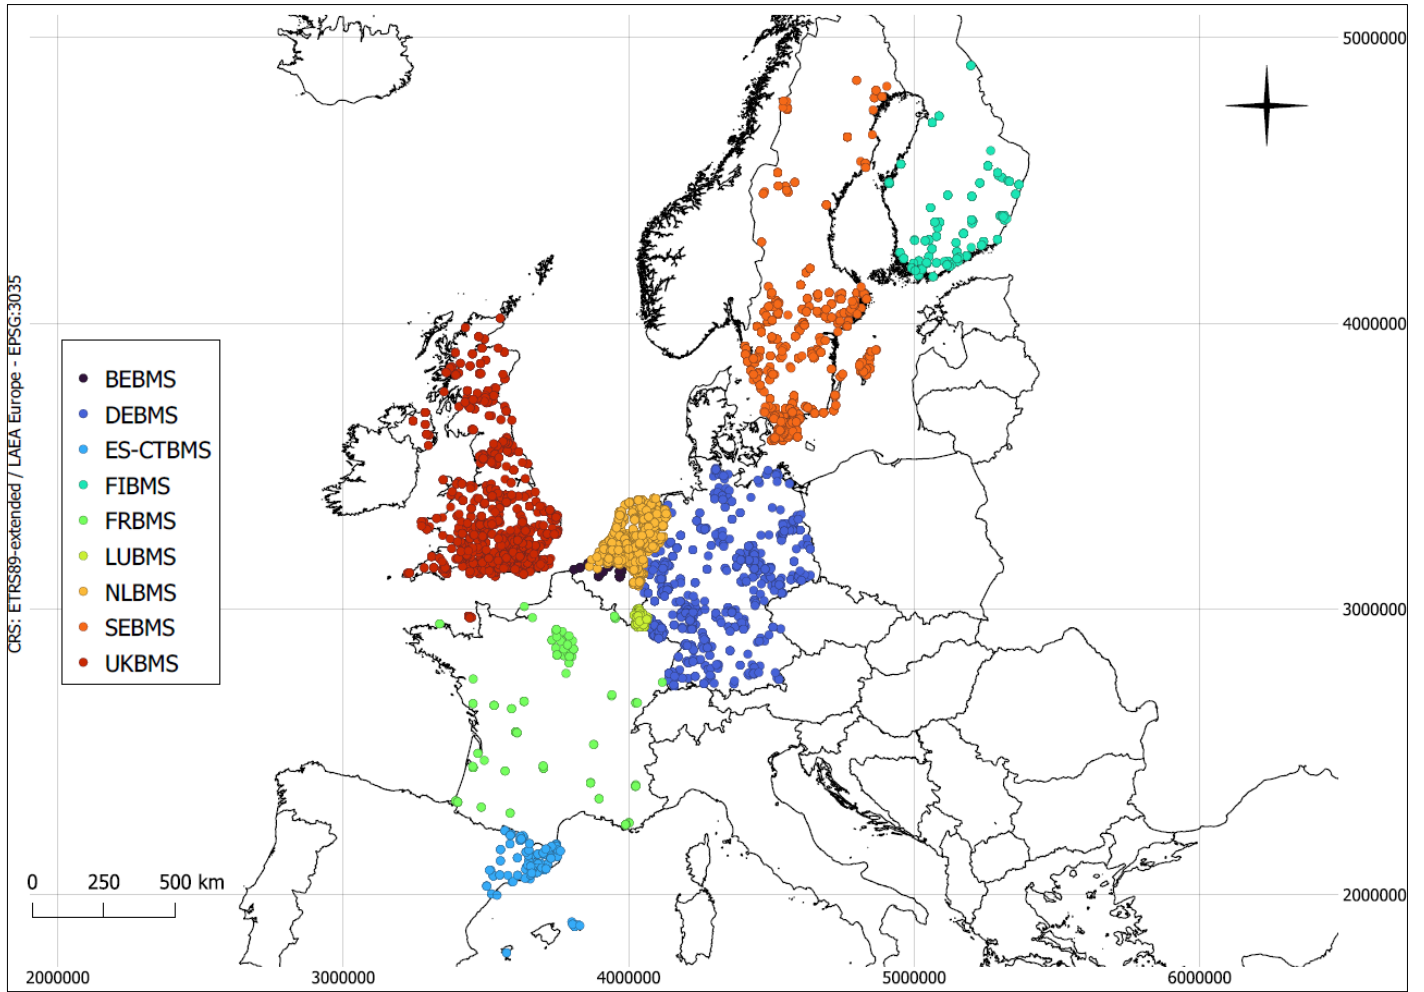 5000000
4000000
3000000
2000000
CRS: ETRS89-extended / LAEA Europe - EPSG:3035
BEBMS
DEBMS
ES-CTBMS
FIBMS
FRBMS
LUBMS
NLBMS
SEBMS
UKBMS
0 250 500 km
2000000 3000000 4000000 5000000 6000000